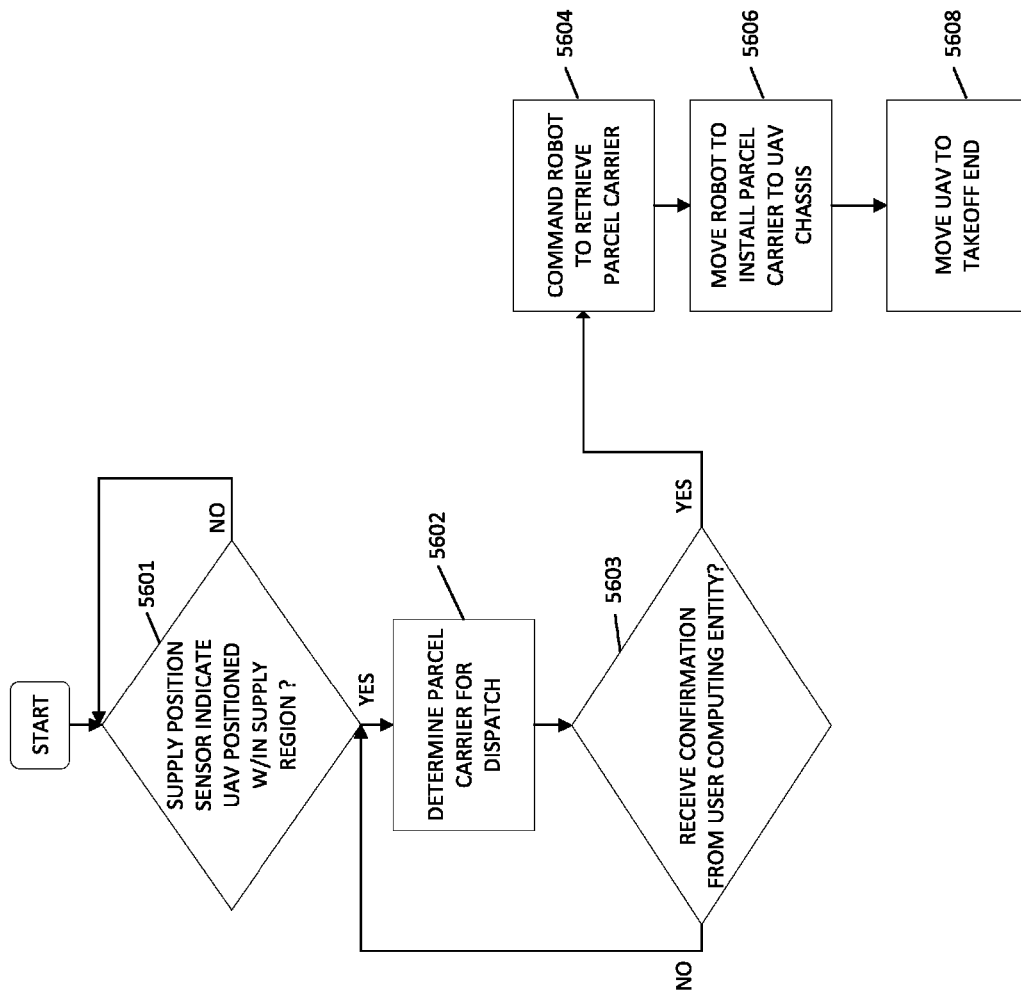 START
5601
SUPPLY POSITION
SENSOR INDICATE
UAV POSITIONED
W/IN SUPPLY
REGION ?
NO
YES
5602
DETERMINE PARCEL
CARRIER FOR
DISPATCH
5603
RECEIVE CONFIRMATION
FROM USER COMPUTING ENTITY?
NO
YES
5604
COMMAND ROBOT
TO RETRIEVE
PARCEL CARRIER
5606
MOVE ROBOT TO
INSTALL PARCEL
CARRIER TO UAV
CHASSIS
5608
MOVE UAV TO
TAKEOFF END